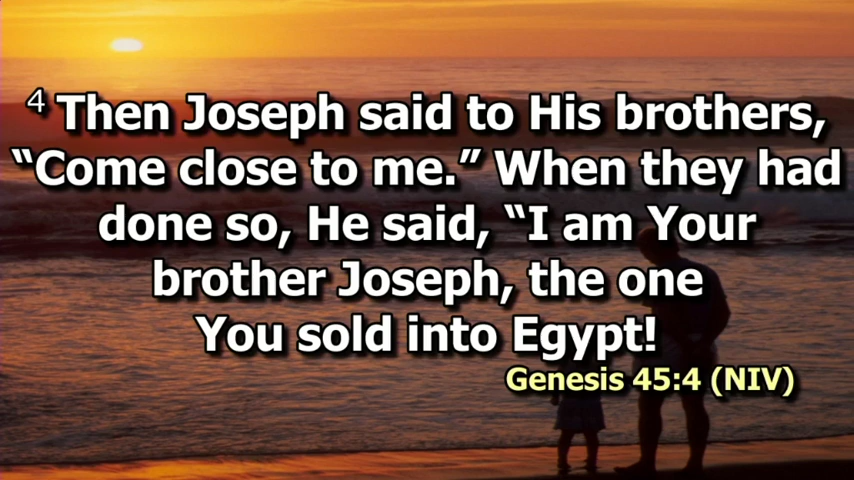 4 Then Joseph said to His brothers,
“Come close to me.” When they had
done so, He said, “I am Your
brother Joseph, the one
You sold into Egypt!
Genesis 45:4 (NIV)